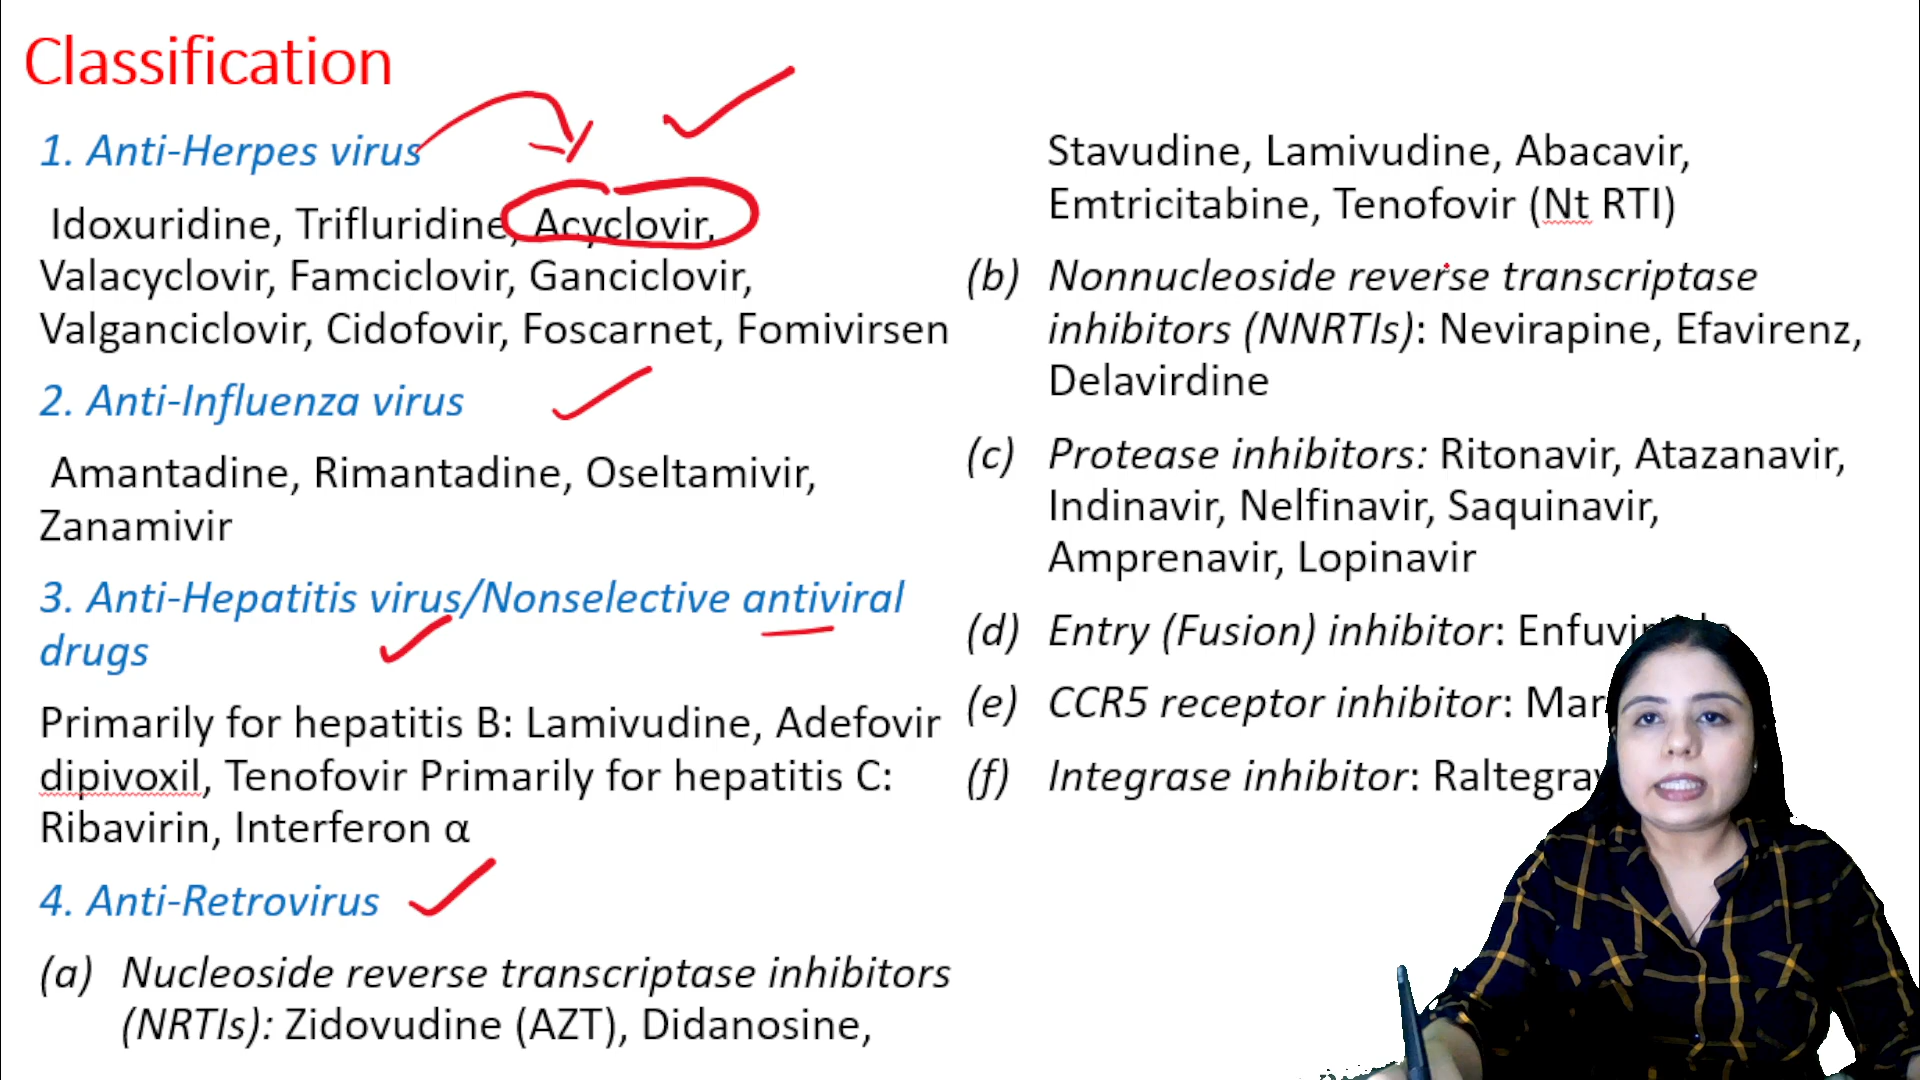 Classification
1. Anti-Herpes virus
Idoxuridine, Trifluridine, Acyclovir,
Valacyclovir, Famciclovir, Ganciclovir,
Valganciclovir, Cidofovir, Foscarnet, Fomivirsen
2. Anti-Influenza virus
Amantadine, Rimantadine, Oseltamivir,
Zanamivir
3. Anti-Hepatitis virus/Nonselective antiviral
drugs
Primarily for hepatitis B: Lamivudine, Adefovir
dipivoxil, Tenofovir Primarily for hepatitis C:
Ribavirin, Interferon α
4. Anti-Retrovirus
(a) Nucleoside reverse transcriptase inhibitors
(NRTIs): Zidovudine (AZT), Didanosine,
Stavudine, Lamivudine, Abacavir,
Emtricitabine, Tenofovir (Nt RTI)
(b) Nonnucleoside reverse transcriptase
inhibitors (NNRTIs): Nevirapine, Efavirenz,
Delavirdine
(c) Protease inhibitors: Ritonavir, Atazanavir,
Indinavir, Nelfinavir, Saquinavir,
Amprenavir, Lopinavir
(d) Entry (Fusion) inhibitor:
(e) CCR5 receptor inhibitor:
(f) Integrase inhibitor: